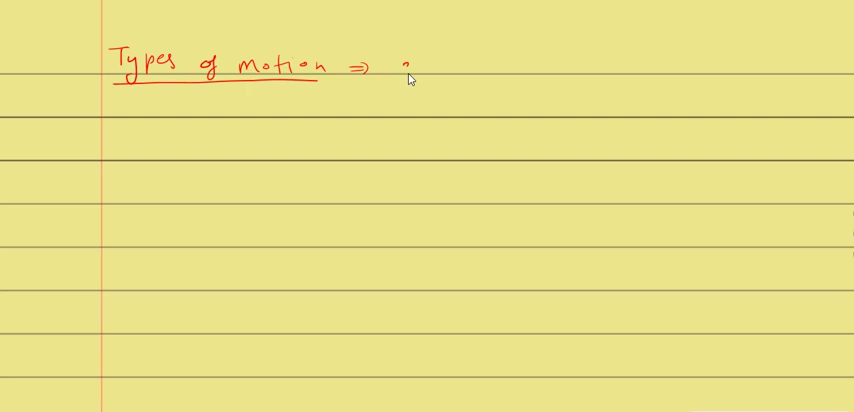 Types of motion ⇒